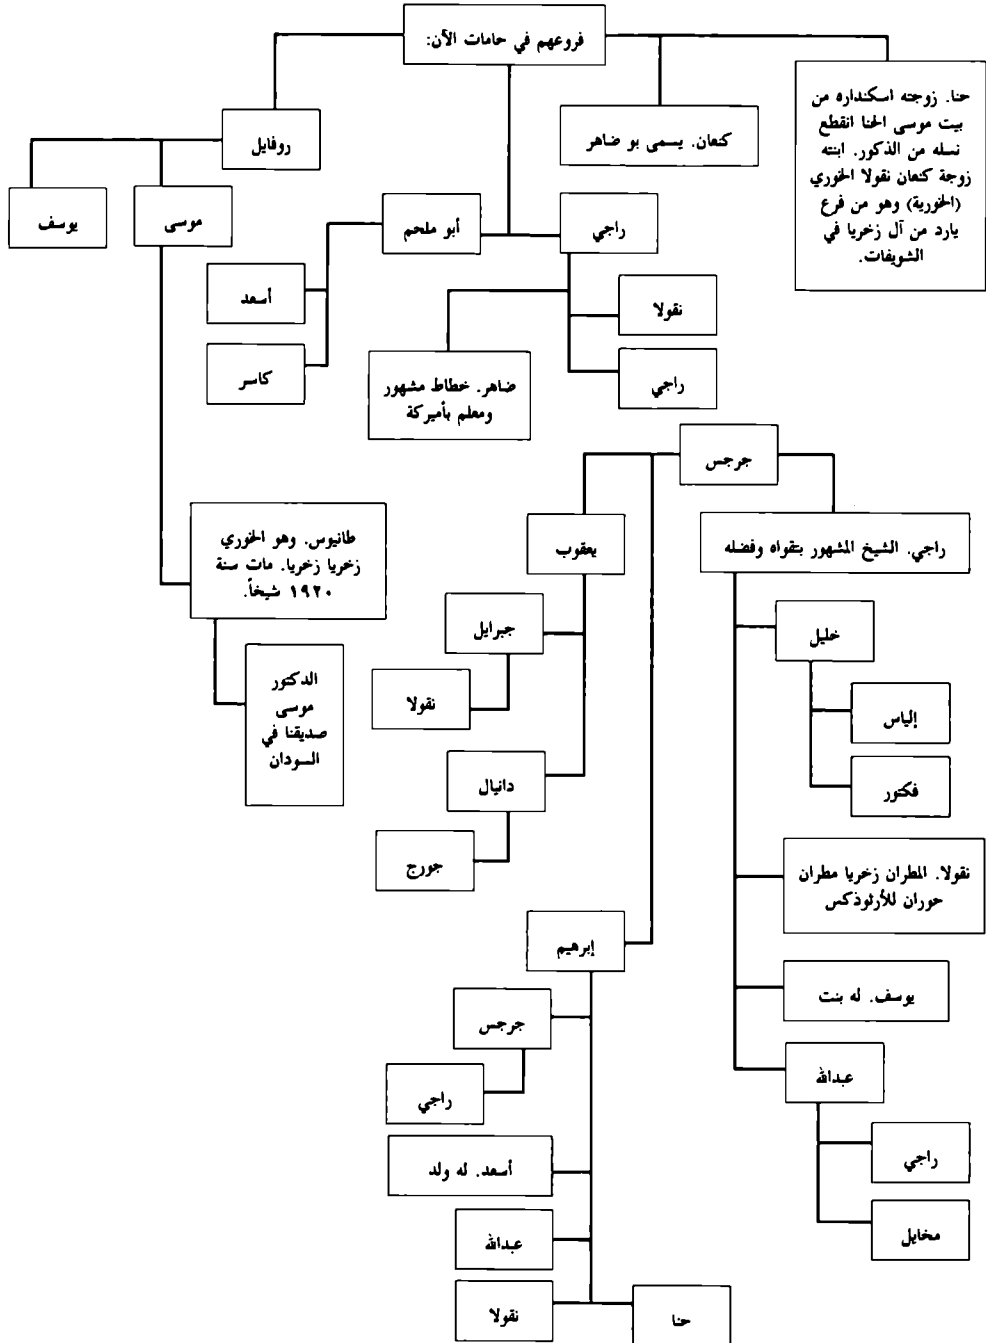 فروعهم في حامات الآن:
حنا. زوجته اسكنداره من
بيت موسى الحنا انقطع
نسله من الذكور. ابنته
زوجة كنعان نقولا الخوري
(الخورية) وهو من فرع
يارد من آل زخريا في
الشويفات.
كنعان. يسمى بو ضاهر
روفايل
راجي
أبو ملحم
موسى
يوسف
نقولا
راجي
ضاهر. خطاط مشهور
ومعلم بأميركة
أسعد
كاسر
طانيوس. وهو الخوري
زخريا زخريا. مات سنة
١٩٢٠ شيخاً.
الدكتور
موسى
صديقنا في
السودان
جرجس
راجي. الشيخ المشهور بتقواه وفضله
خليل
إلياس
فكتور
نقولا. المطران زخريا مطران
حوران للأرثوذكس
يوسف. له بنت
عبدالله
راجي
مخايل
يعقوب
جبرايل
نقولا
دانيال
جورج
إبرهيم
جرجس
راجي
أسعد. له ولد
عبدالله
نقولا
حنا